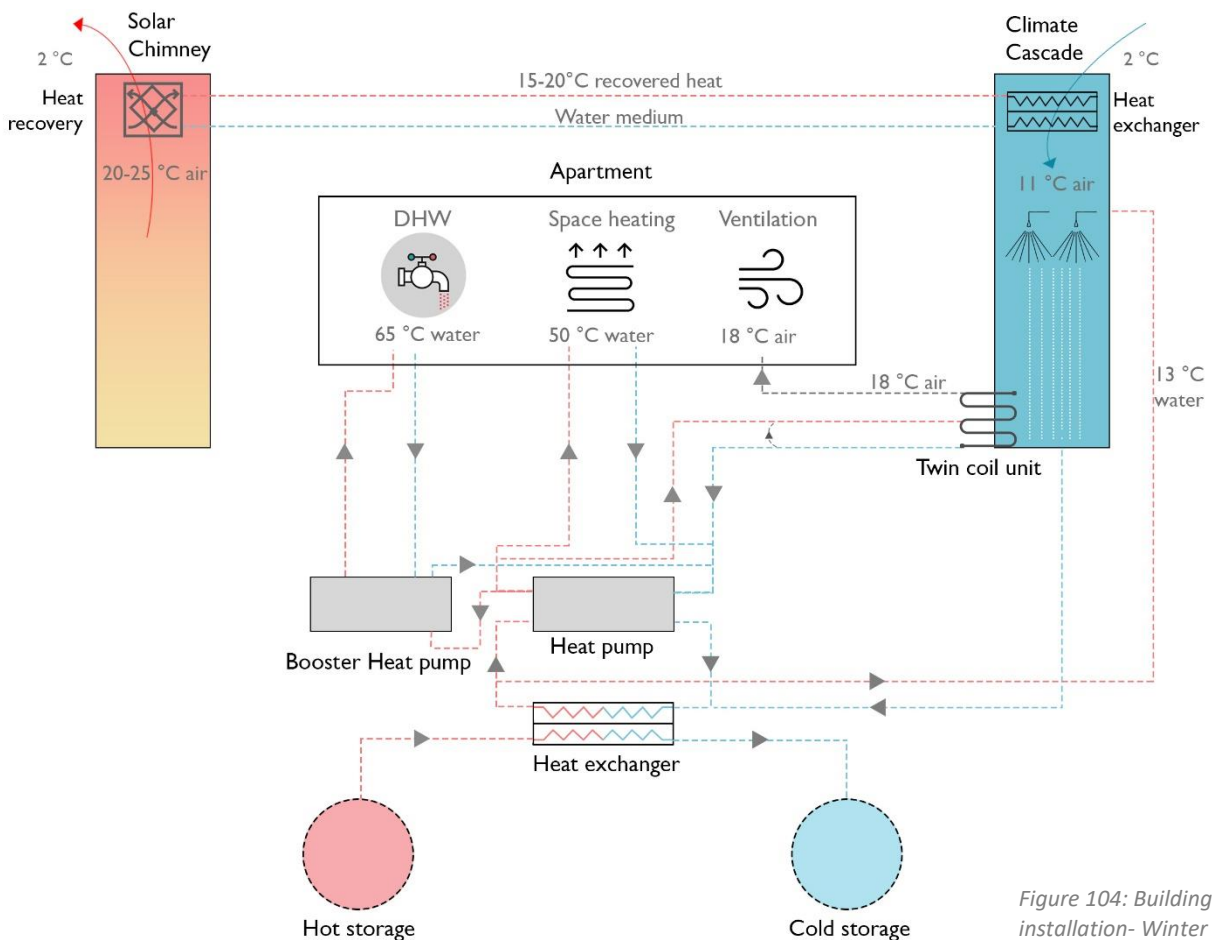 Solar
Chimney
Climate
Cascade
2 °C
2 °C
15-20°C recovered heat
Heat
recovery
Heat
exchanger
Water medium
20-25 °C air
11 °C air
Apartment
DHW
Space heating
Ventilation
65 °C water
50 °C water
18 °C air
18 °C air
13 °C
water
Twin coil unit
Booster Heat pump
Heat pump
Heat exchanger
Hot storage
Cold storage
Figure 104: Building
installation- Winter